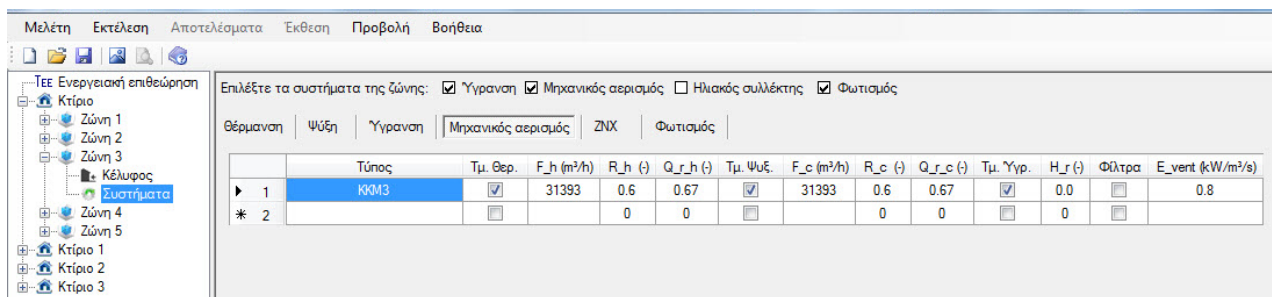 Μελέτη Εκτέλεση Αποτελέσματα Έκθεση Προβολή Βοήθεια
ΤΕΕ Ενεργειακή επιθεώρηση
Κτίριο
Ζώνη 1
Ζώνη 2
Ζώνη 3
Κέλυφος
Συστήματα
Ζώνη 4
Ζώνη 5
Κτίριο 1
Κτίριο 2
Κτίριο 3
Επιλέξτε τα συστήματα της ζώνης: Ύγρανση Μηχανικός αερισμός Ηλιακός συλλέκτης Φωτισμός
Θέρμανση Ψύξη Ύγρανση Μηχανικός αερισμός ΖΝΧ Φωτισμός
Τύπος Τμ. Θερ. F_h (m³/h) R_h (-) Q_r_h (-) Τμ. Ψυξ. F_c (m³/h) R_c (-) Q_r_c (-) Τμ. Ύγρ. H_r (-) Φίλτρα E_vent (kW/m³/s)
1 ΚΚΜ3 31393 0.6 0.67 31393 0.6 0.67 0.0 0.8
* 2 0 0 0 0 0